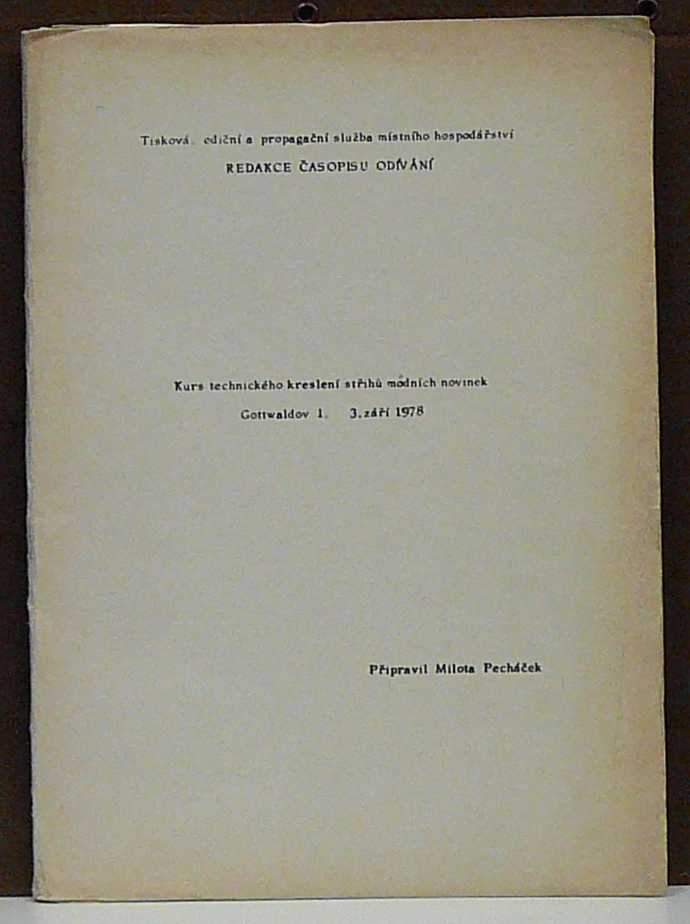 Tisková, ediční a propagační služba místního hospodářství
REDAKCE ČASOPISU ODÍVÁNÍ
Kurs technického kreslení střihů módních novinek
Gottwaldov 1. 3. září 1978
Připravil Milota Pecháček